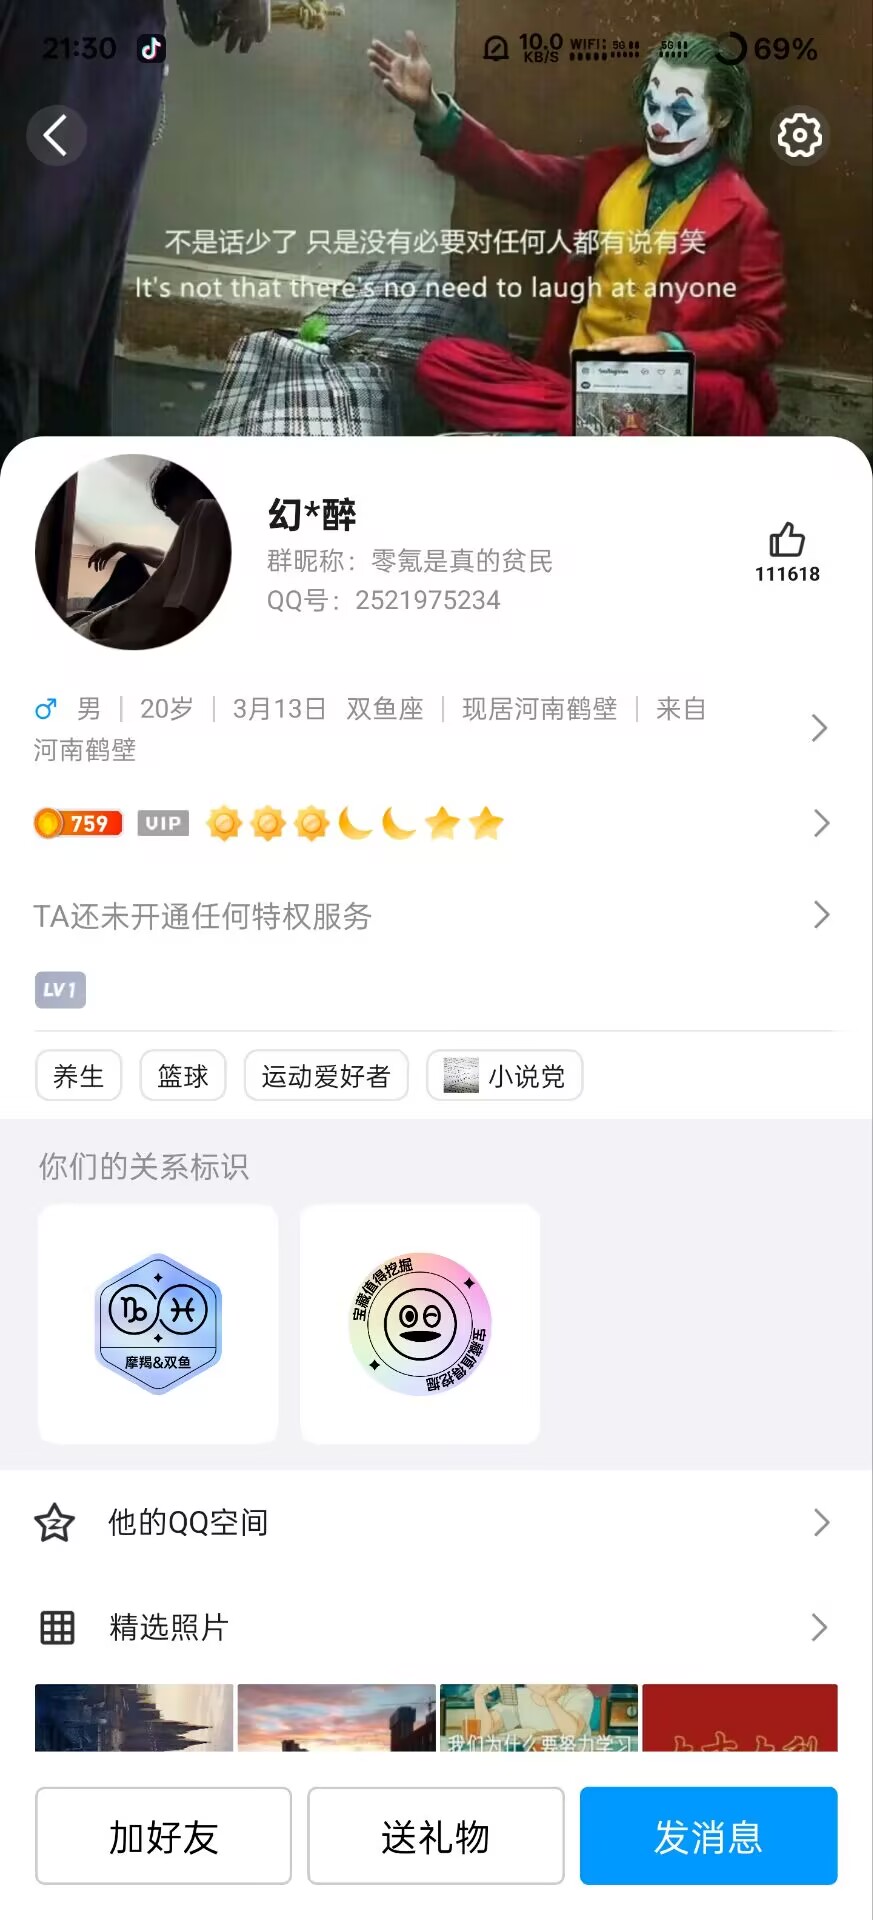 21:30
10.0 KB/S WIFI 5G 5G 69%
不是话少了 只是没有必要对任何人都有说有笑
It's not that there's no need to laugh at anyone
Instagram
幻*醉
群昵称：零氪是真的贫民
QQ号：2521975234
111618
男 | 20岁 | 3月13日 双鱼座 | 现居河南鹤壁 | 来自
河南鹤壁
759 VIP
TA还未开通任何特权服务
LV1
养生 篮球 运动爱好者 小说党
你们的关系标识
摩羯&双鱼
宝藏值得挖掘
宝藏值得挖掘
他的QQ空间
精选照片
我们为什么要努力学习
加好友 送礼物 发消息